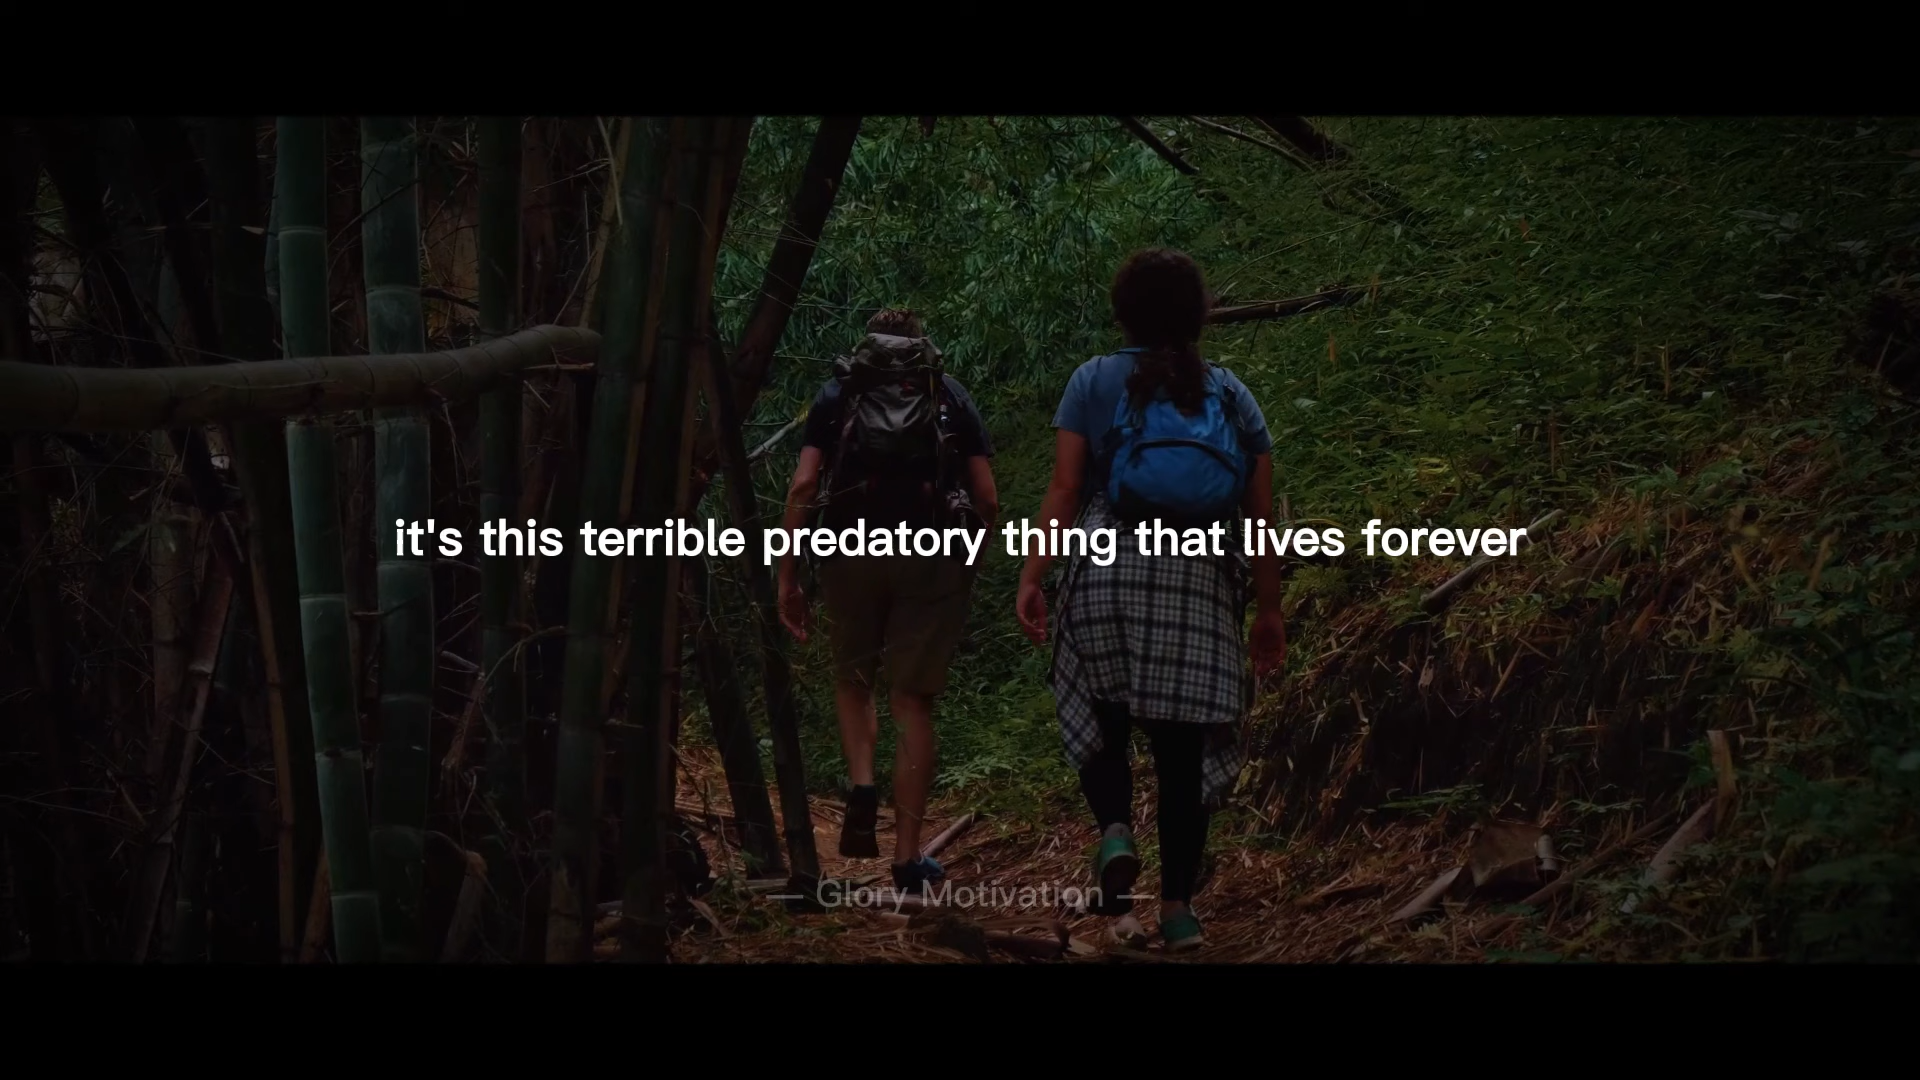 it's this terrible predatory thing that lives forever
— Glory Motivation —